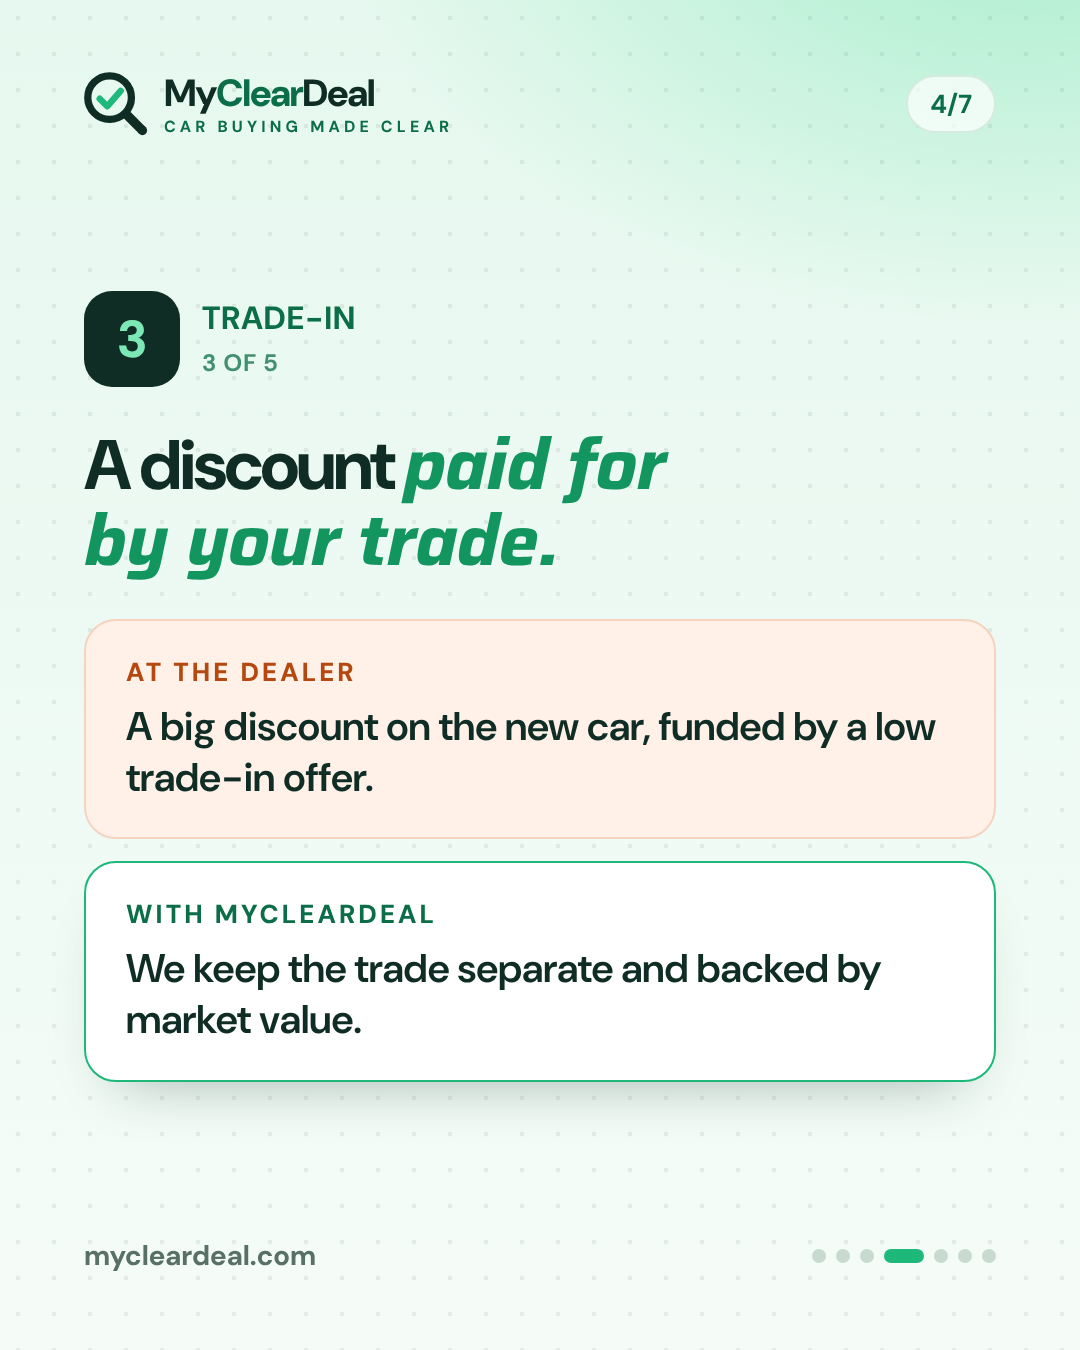 MyClearDeal
CAR BUYING MADE CLEAR
4/7
3
TRADE-IN
3 OF 5
A discount paid for
by your trade.
AT THE DEALER
A big discount on the new car, funded by a low
trade-in offer.
WITH MYCLEARDEAL
We keep the trade separate and backed by
market value.
mycleardeal.com